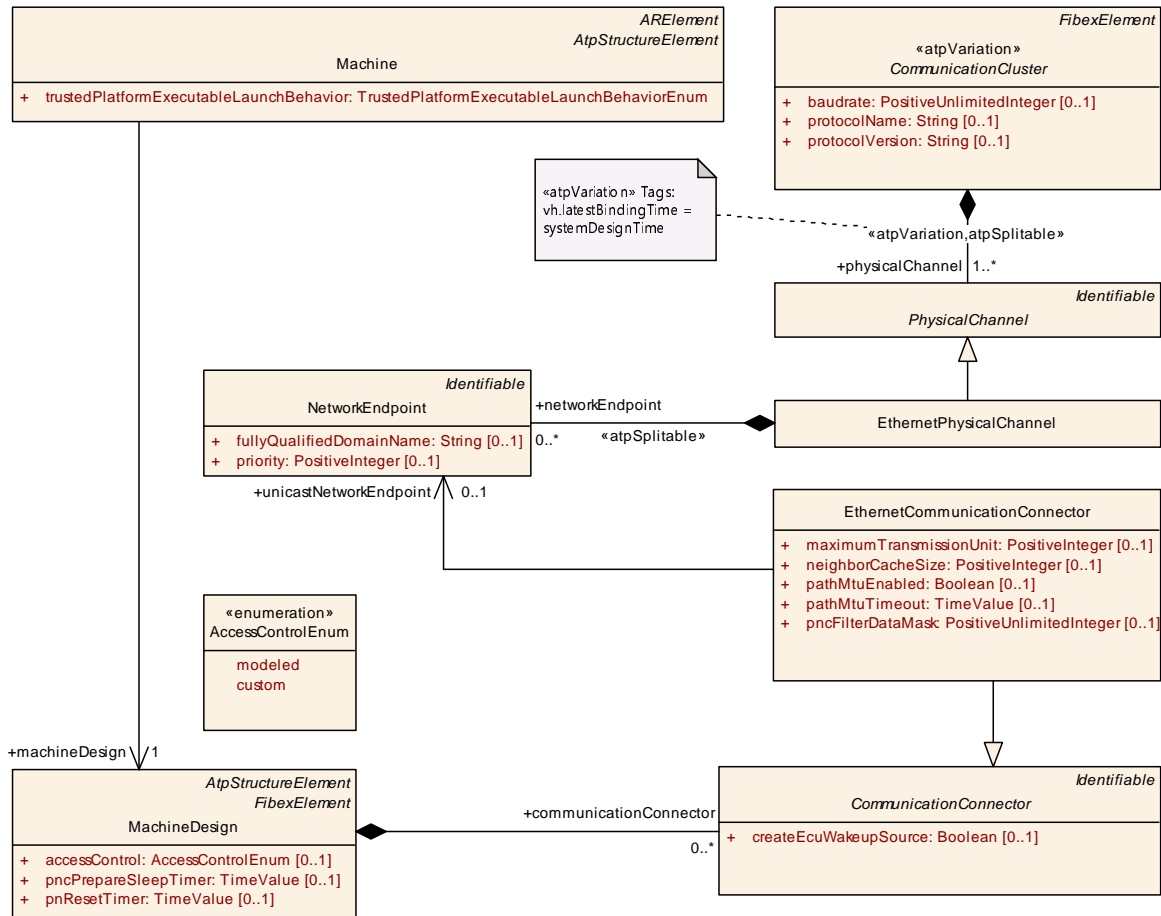 ARElement
AtpStructureElement
Machine
+ trustedPlatformExecutableLaunchBehavior: TrustedPlatformExecutableLaunchBehaviorEnum
FibexElement
«atpVariation»
CommunicationCluster
+ baudrate: PositiveUnlimitedInteger [0..1]
+ protocolName: String [0..1]
+ protocolVersion: String [0..1]
«atpVariation» Tags:
vh.latestBindingTime =
systemDesignTime
«atpVariation,atpSplitable»
+physicalChannel 1..*
Identifiable
PhysicalChannel
Identifiable
NetworkEndpoint
+ fullyQualifiedDomainName: String [0..1]
+ priority: PositiveInteger [0..1]
+networkEndpoint
0..* «atpSplitable»
EthernetPhysicalChannel
+unicastNetworkEndpoint 0..1
EthernetCommunicationConnector
+ maximumTransmissionUnit: PositiveInteger [0..1]
+ neighborCacheSize: PositiveInteger [0..1]
+ pathMtuEnabled: Boolean [0..1]
+ pathMtuTimeout: TimeValue [0..1]
+ pncFilterDataMask: PositiveUnlimitedInteger [0..1]
«enumeration»
AccessControlEnum
modeled
custom
+machineDesign 1
AtpStructureElement
FibexElement
MachineDesign
+ accessControl: AccessControlEnum [0..1]
+ pncPrepareSleepTimer: TimeValue [0..1]
+ pnResetTimer: TimeValue [0..1]
+communicationConnector
0..*
Identifiable
CommunicationConnector
+ createEcuWakeupSource: Boolean [0..1]